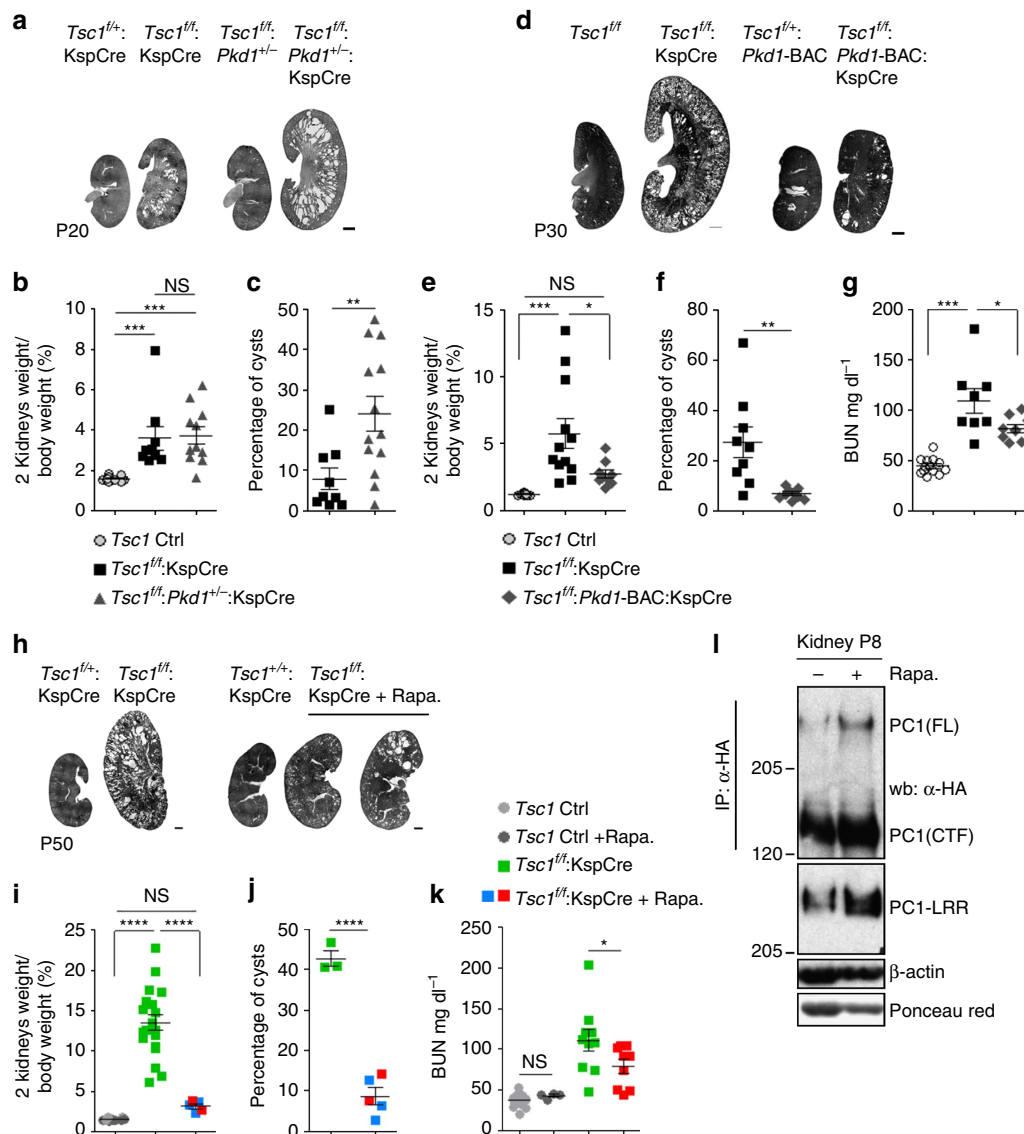 a
Tsc1f/+: Tsc1f/f: Tsc1f/f: Tsc1f/f:
KspCre KspCre Pkd1+/– Pkd1+/–:
KspCre
P20
d
Tsc1f/f Tsc1f/f: Tsc1f/+: Tsc1f/f:
KspCre Pkd1-BAC Pkd1-BAC:
KspCre
P30
b
2 Kidneys weight/
body weight (%)
10
8
6
4
2
0
NS
***
***
c
Percentage of cysts
50
40
30
20
10
0
**
Tsc1 Ctrl
Tsc1f/f:KspCre
Tsc1f/f:Pkd1+/–:KspCre
e
2 Kidneys weight/
body weight (%)
15
10
5
0
NS
*** *
f
Percentage of cysts
80
60
40
20
0
**
g
BUN mg dl–1
200
150
100
50
0
*** *
Tsc1 Ctrl
Tsc1f/f:KspCre
Tsc1f/f:Pkd1-BAC:KspCre
h
Tsc1f/+: Tsc1f/f: Tsc1+/+: Tsc1f/f:
KspCre KspCre KspCre KspCre + Rapa.
P50
Tsc1 Ctrl
Tsc1 Ctrl +Rapa.
Tsc1f/f:KspCre
Tsc1f/f:KspCre + Rapa.
i
2 kidneys weight/
body weight (%)
25
20
15
10
5
0
NS
**** ****
j
Percentage of cysts
50
40
30
20
10
0
****
k
BUN mg dl–1
250
200
150
100
50
0
NS
*
l
Kidney P8
– + Rapa.
IP: α-HA
PC1(FL)
205
wb: α-HA
PC1(CTF)
120
PC1-LRR
205
β-actin
Ponceau red